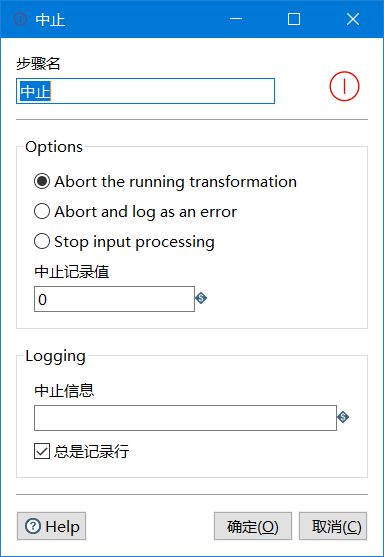 中止
步骤名
中止
Options
Abort the running transformation
Abort and log as an error
Stop input processing
中止记录值
0
Logging
中止信息
总是记录行
Help
确定(O)
取消(C)